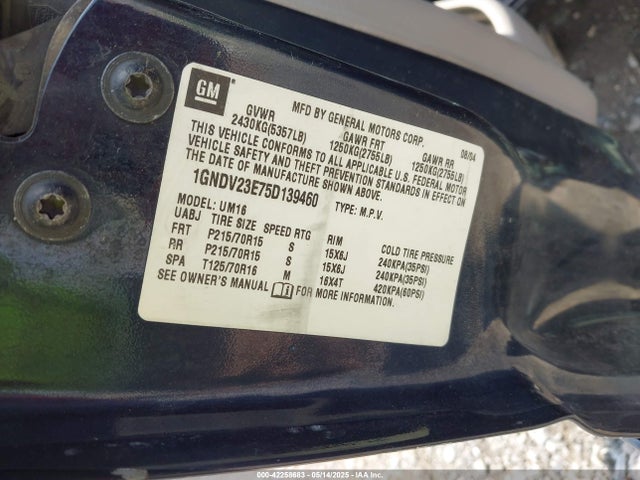 GM
MFD BY GENERAL MOTORS CORP. 08/04
GVWR GAWR FRT GAWR RR
2430KG(5357LB) 1250KG(2755LB) 1250KG(2755LB)
THIS VEHICLE CONFORMS TO ALL APPLICABLE U.S. FEDERAL MOTOR
VEHICLE SAFETY AND THEFT PREVENTION STANDARDS IN EFFECT ON
THE DATE OF MANUFACTURE SHOWN ABOVE.
1GNDV23E75D139460 TYPE: M.P.V.
MODEL: UM16
UABJ TIRE SIZE SPEED RTG RIM COLD TIRE PRESSURE
FRT P215/70R15 S 15X6J 240KPA(35PSI)
RR P215/70R15 S 15X6J 240KPA(35PSI)
SPA T125/70R16 M 16X4T 420KPA(60PSI)
SEE OWNER'S MANUAL FOR MORE INFORMATION.
000-42258683 - 05/14/2025 - IAA Inc.